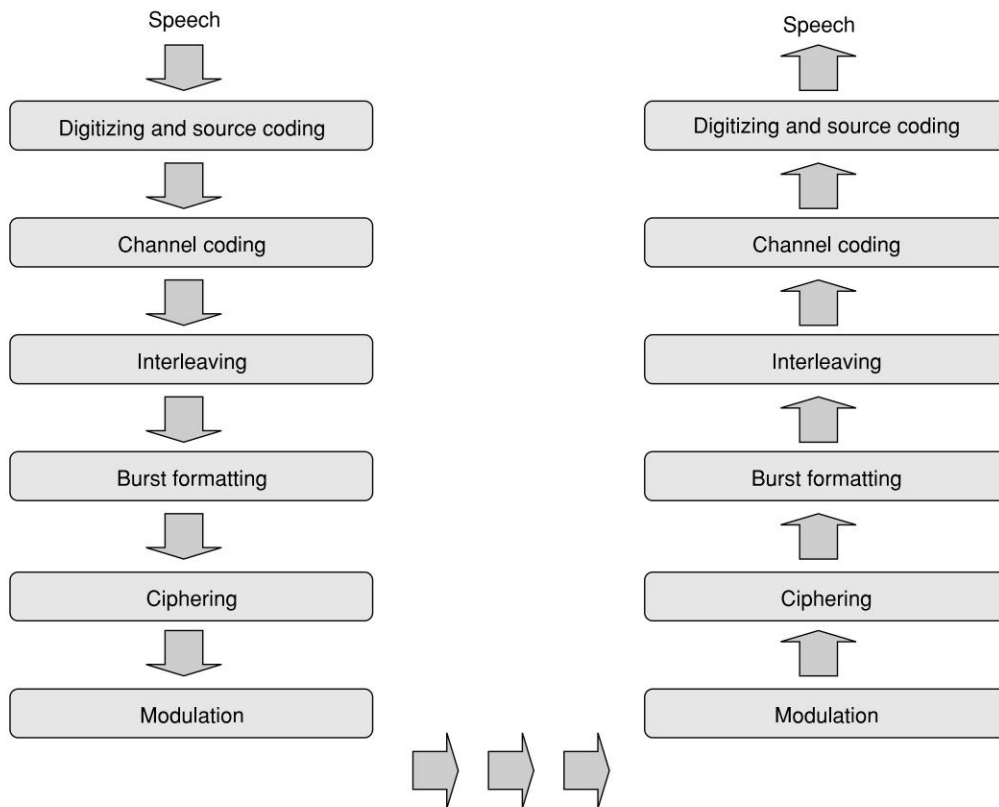 Speech
Digitizing and source coding
Channel coding
Interleaving
Burst formatting
Ciphering
Modulation
Speech
Digitizing and source coding
Channel coding
Interleaving
Burst formatting
Ciphering
Modulation